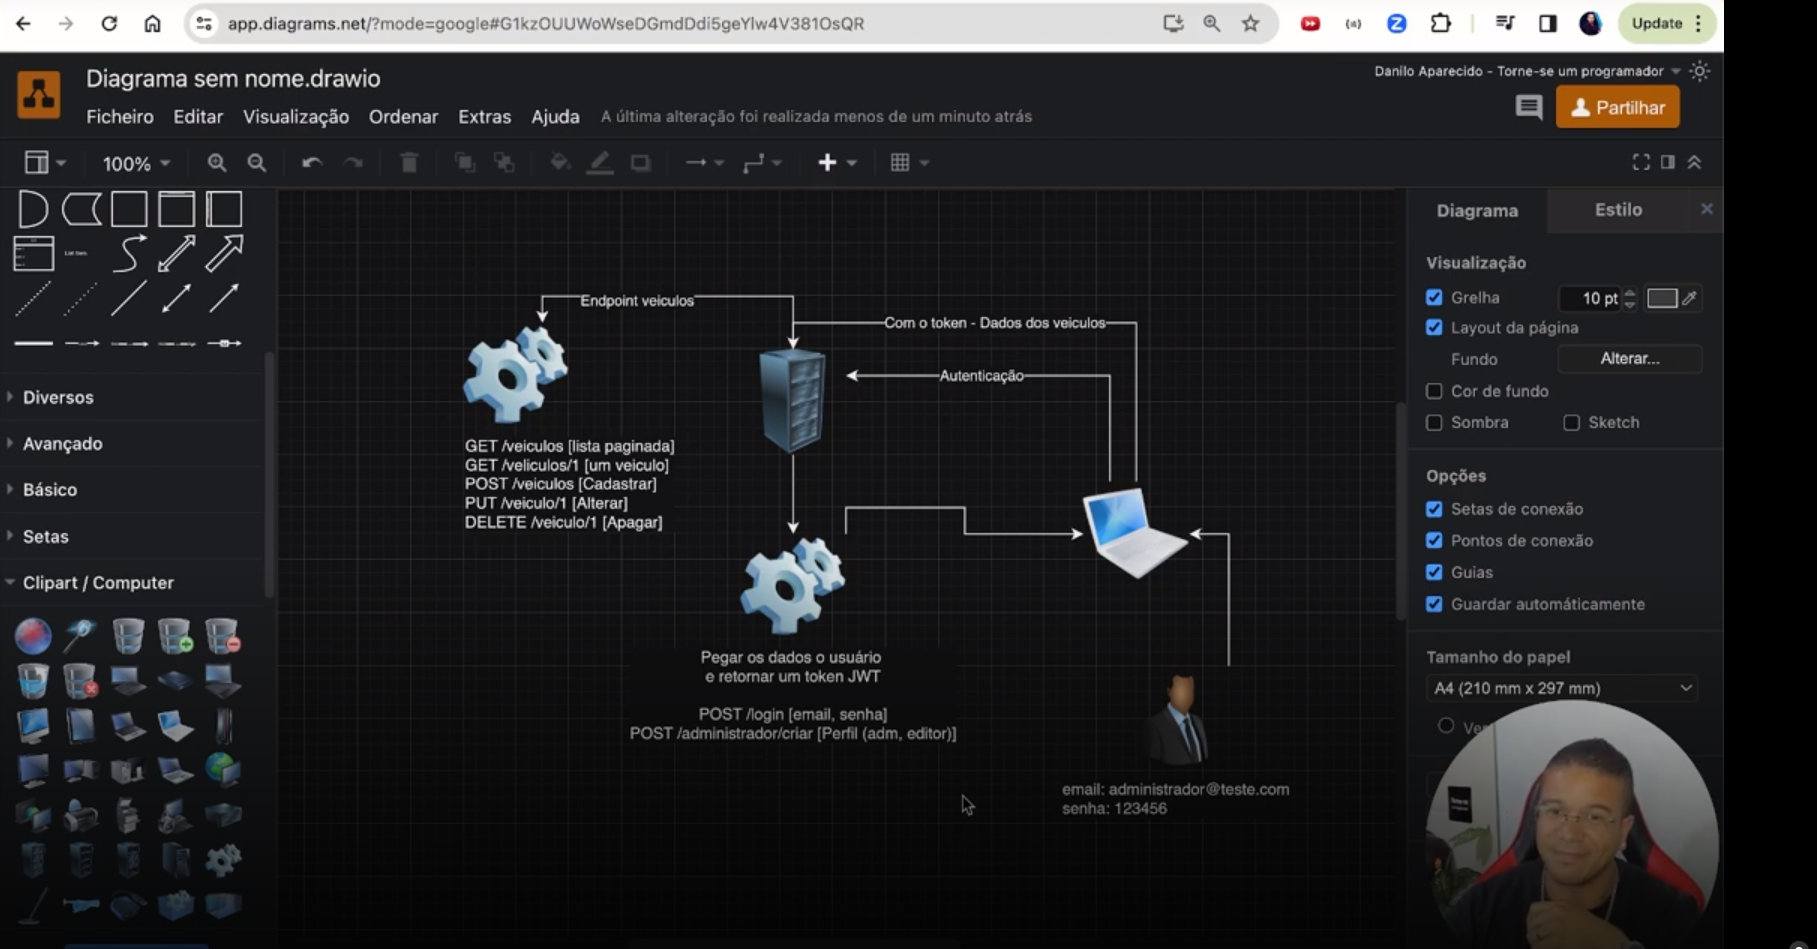 app.diagrams.net/?mode=google#G1kzOUUWoWseDGmdDdi5geYlw4V381OsQR
Update
Diagrama sem nome.drawio
Danilo Aparecido - Torne-se um programador
Ficheiro Editar Visualização Ordenar Extras Ajuda A última alteração foi realizada menos de um minuto atrás
Partilhar
100%
Diagrama
Estilo
List Item
Diversos
Avançado
Básico
Setas
Clipart / Computer
Endpoint veiculos
Com o token - Dados dos veiculos
Autenticação
GET /veiculos [lista paginada]
GET /veliculos/1 [um veiculo]
POST /veiculos [Cadastrar]
PUT /veiculo/1 [Alterar]
DELETE /veiculo/1 [Apagar]
Pegar os dados o usuário
e retornar um token JWT
POST /login [email, senha]
POST /administrador/criar [Perfil (adm, editor)]
email: administrador@teste.com
senha: 123456
Visualização
Grelha 10 pt
Layout da página
Fundo Alterar...
Cor de fundo
Sombra Sketch
Opções
Setas de conexão
Pontos de conexão
Guias
Guardar automáticamente
Tamanho do papel
A4 (210 mm x 297 mm)